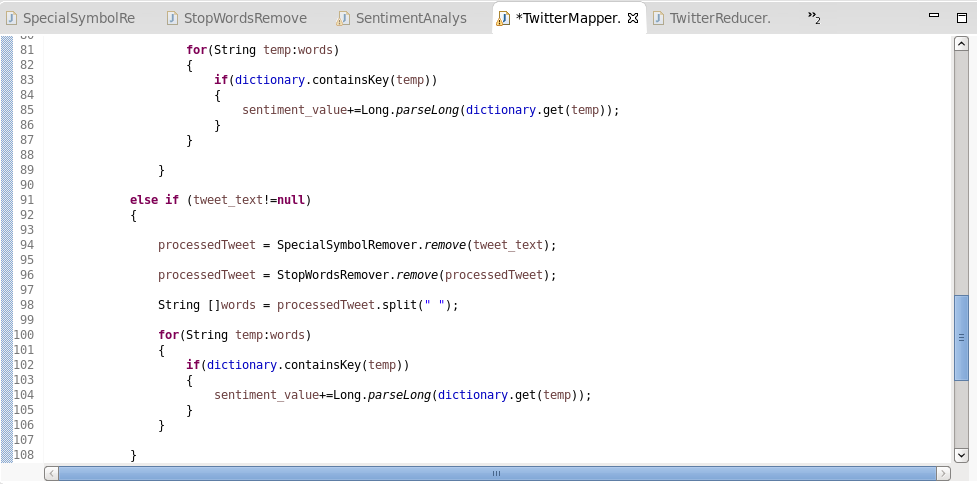 SpecialSymbolRe StopWordsRemove SentimentAnalys *TwitterMapper. TwitterReducer. »2
80
81 for(String temp:words)
82 {
83 if(dictionary.containsKey(temp))
84 {
85 sentiment_value+=Long.parseLong(dictionary.get(temp));
86 }
87 }
88
89 }
90
91 else if (tweet_text!=null)
92 {
93
94 processedTweet = SpecialSymbolRemover.remove(tweet_text);
95
96 processedTweet = StopWordsRemover.remove(processedTweet);
97
98 String []words = processedTweet.split(" ");
99
100 for(String temp:words)
101 {
102 if(dictionary.containsKey(temp))
103 {
104 sentiment_value+=Long.parseLong(dictionary.get(temp));
105 }
106 }
107
108 }